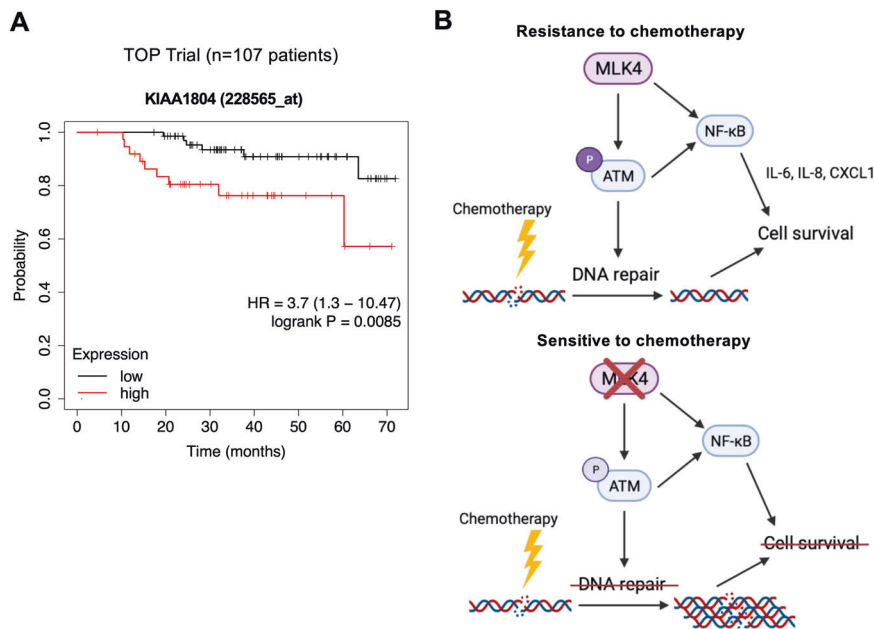 A
TOP Trial (n=107 patients)
KIAA1804 (228565_at)
Probability
1.0
0.8
0.6
0.4
0.2
0.0
HR = 3.7 (1.3 – 10.47)
logrank P = 0.0085
Expression
low
high
0 10 20 30 40 50 60 70
Time (months)
B
Resistance to chemotherapy
MLK4
NF-κB
P
ATM
IL-6, IL-8, CXCL1
Chemotherapy
Cell survival
DNA repair
Sensitive to chemotherapy
MLK4
NF-κB
P
ATM
Chemotherapy
Cell survival
DNA repair